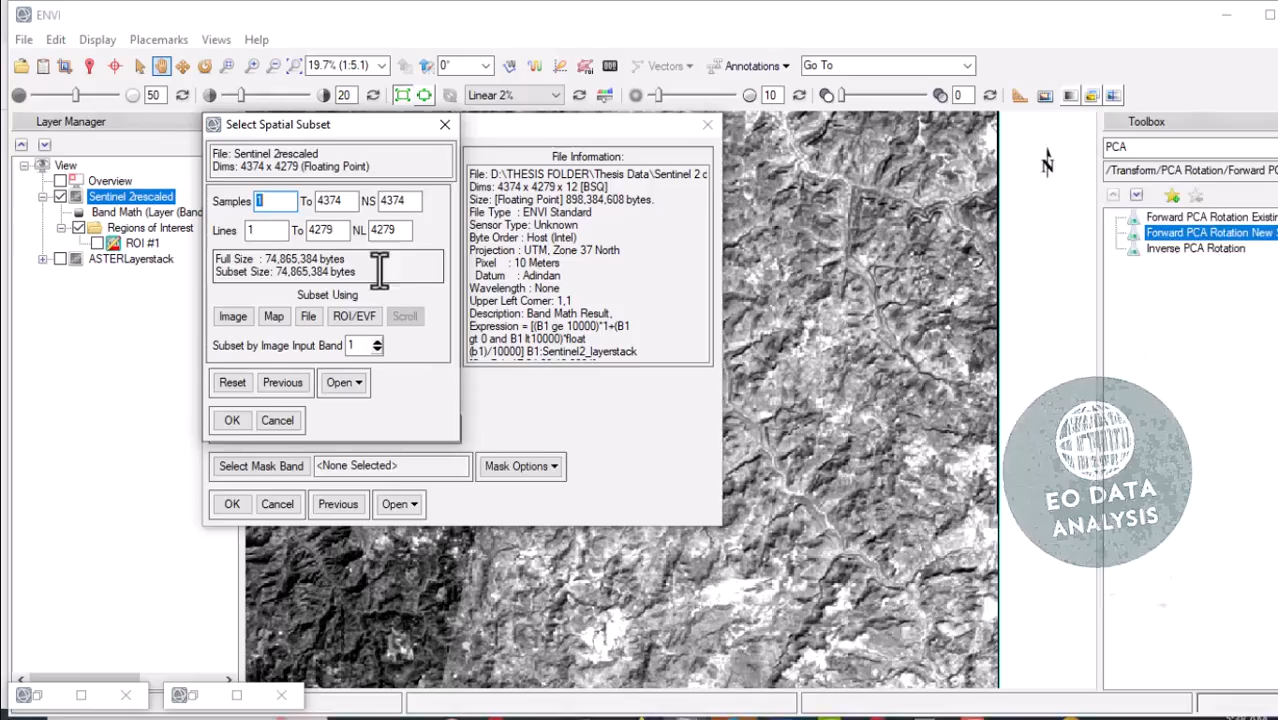 ENVI
File Edit Display Placemarks Views Help
19.7% (1:5.1) 0° Vectors Annotations Go To
50 20 Linear 2% 10 0
Layer Manager
View
Overview
Sentinel 2rescaled
Band Math (Layer (Banc
Regions of Interest
ROI #1
ASTERLayerstack
Select Spatial Subset
File: Sentinel 2rescaled
Dims: 4374 x 4279 (Floating Point)
Samples 1 To 4374 NS 4374
Lines 1 To 4279 NL 4279
Full Size : 74,865,384 bytes
Subset Size: 74,865,384 bytes
Subset Using
Image Map File ROI/EVF Scroll
Subset by Image Input Band 1
Reset Previous Open
OK Cancel
File Information:
File: D:\THESIS FOLDER\Thesis Data\Sentinel 2 c
Dims: 4374 x 4279 x 12 [BSQ]
Size: [Floating Point] 898,384,608 bytes.
File Type : ENVI Standard
Sensor Type: Unknown
Byte Order : Host (Intel)
Projection : UTM, Zone 37 North
Pixel : 10 Meters
Datum : Adindan
Wavelength : None
Upper Left Corner: 1,1
Description: Band Math Result,
Expression = [(B1 ge 10000)*1+(B1
gt 0 and B1 lt10000)*float
(b1)/10000] B1:Sentinel2_layerstack
Select Mask Band <None Selected> Mask Options
OK Cancel Previous Open
N
Toolbox
PCA
/Transform/PCA Rotation/Forward PC
Forward PCA Rotation Existin
Forward PCA Rotation New S
Inverse PCA Rotation
EO DATA
ANALYSIS